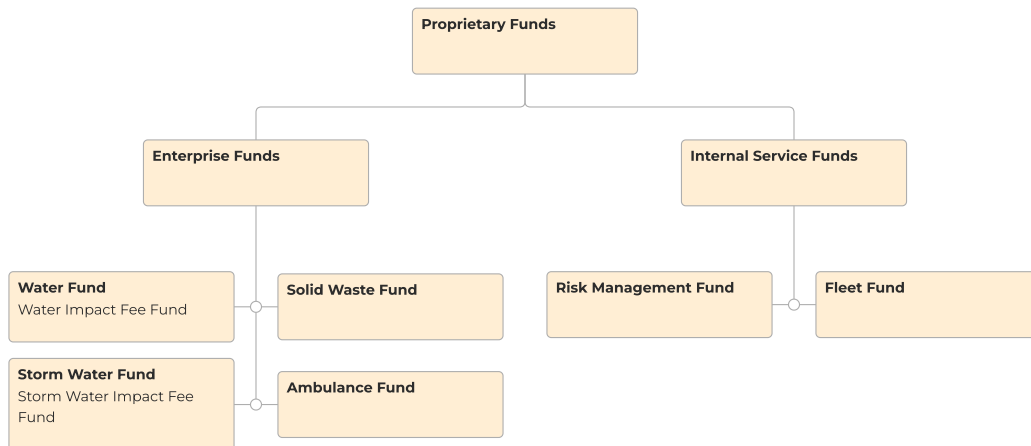 Proprietary Funds
Enterprise Funds
Internal Service Funds
Water Fund
Water Impact Fee Fund
Solid Waste Fund
Risk Management Fund
Fleet Fund
Storm Water Fund
Storm Water Impact Fee
Fund
Ambulance Fund